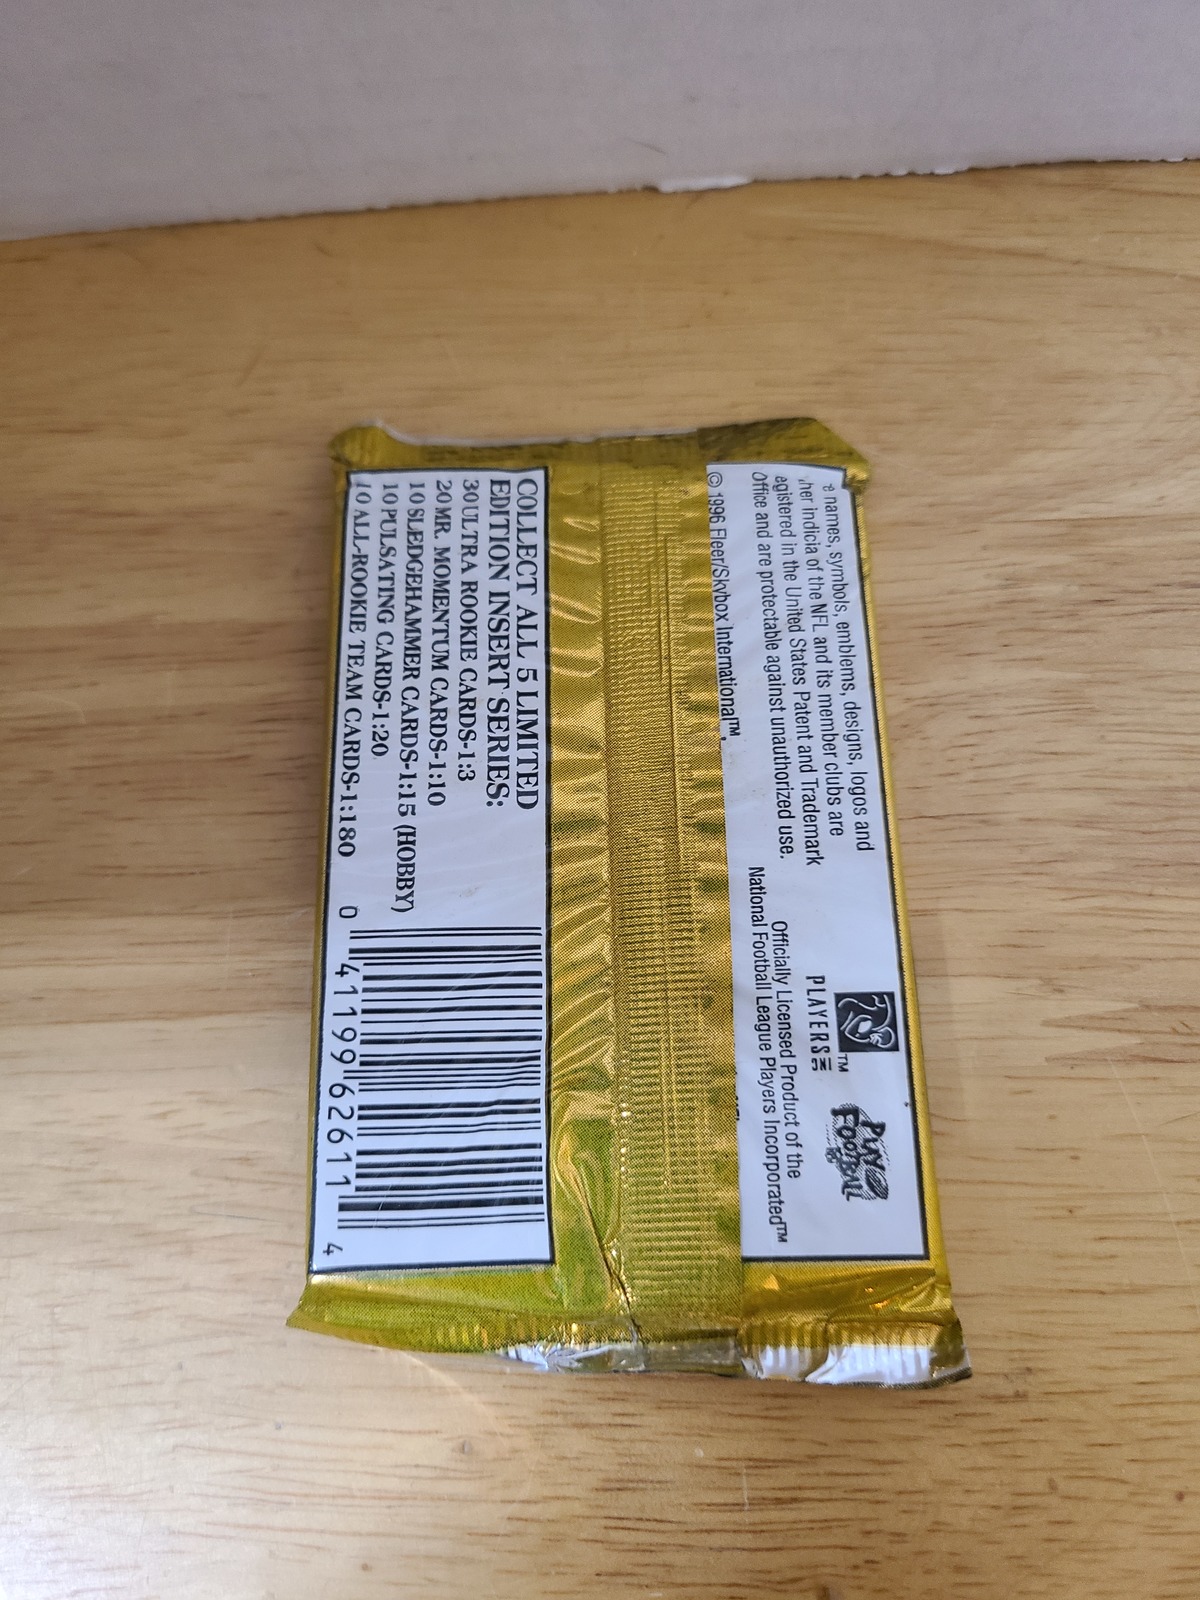 e names, symbols, emblems, designs, logos and
her indicia of the NFL and its member clubs are
egistered in the United States Patent and Trademark
Office and are protectable against unauthorized use.
© 1996 Fleer/Skybox International™,
™
PLAYERS INC
PLAY
FOOTBALL
Officially Licensed Product of the
National Football League Players Incorporated™
COLLECT ALL 5 LIMITED
EDITION INSERT SERIES:
30 ULTRA ROOKIE CARDS-1:3
20 MR. MOMENTUM CARDS-1:10
10 SLEDGEHAMMER CARDS-1:15 (HOBBY)
10 PULSATING CARDS-1:20
10 ALL-ROOKIE TEAM CARDS-1:180
0 41199 62611 4